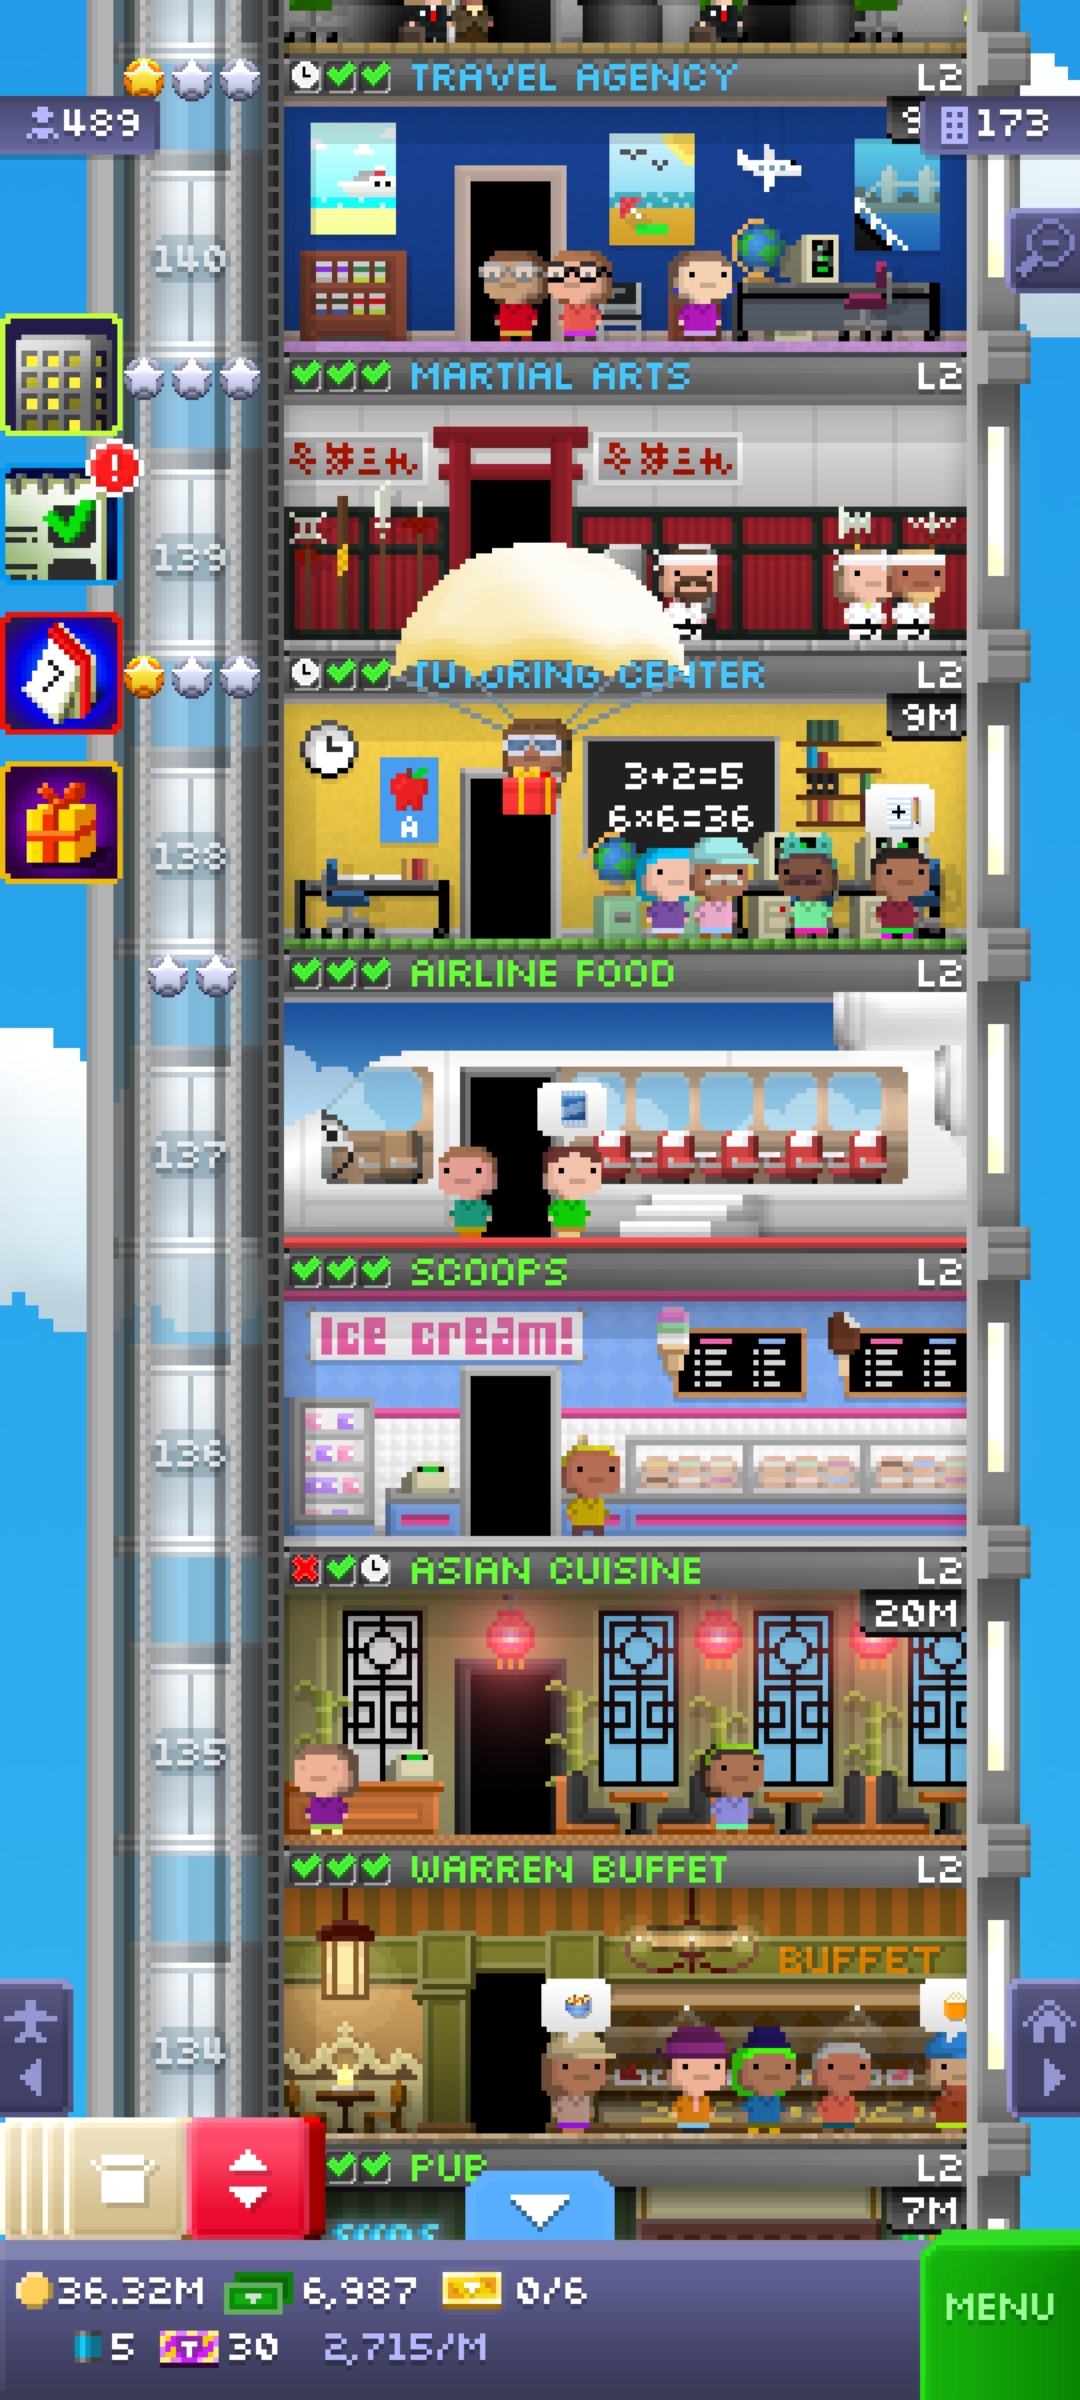 TRAVEL AGENCY L2
489
173
140
MARTIAL ARTS L2
139
TUTORING CENTER L2
9M
3+2=5
A
6×6=36
138
AIRLINE FOOD L2
137
SCOOPS L2
Ice cream!
136
ASIAN CUISINE L2
20M
135
WARREN BUFFET L2
BUFFET
134
PUB L2
7M
36.32M 6,987 0/6
MENU
5 T 30 2,715/M